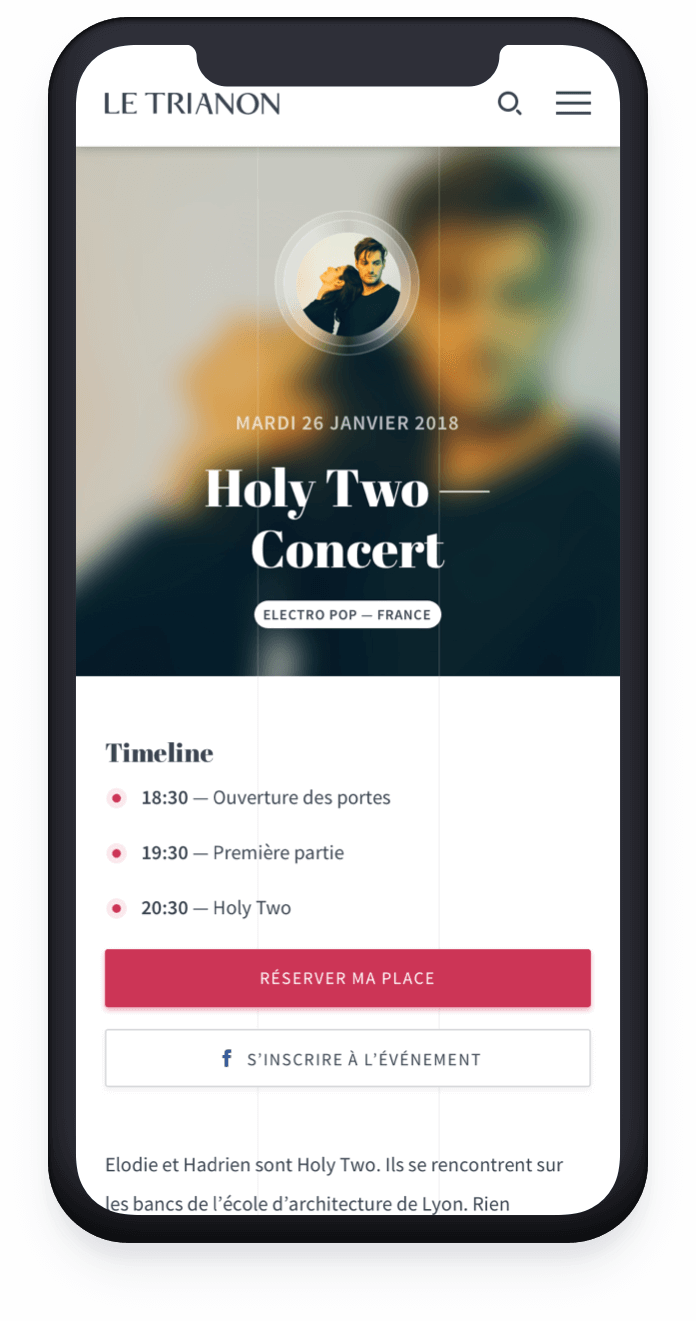 LE TRIANON
MARDI 26 JANVIER 2018
Holy Two —
Concert
ELECTRO POP — FRANCE
Timeline
18:30 — Ouverture des portes
19:30 — Première partie
20:30 — Holy Two
RÉSERVER MA PLACE
f S’INSCRIRE À L’ÉVÉNEMENT
Elodie et Hadrien sont Holy Two. Ils se rencontrent sur
les bancs de l’école d’architecture de Lyon. Rien